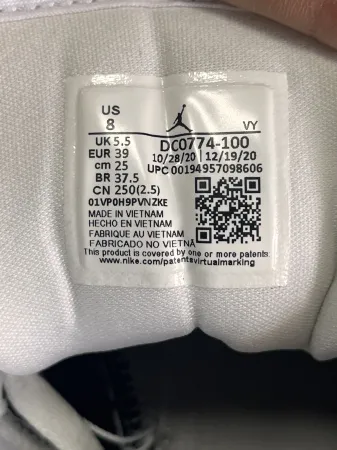 US
8
VY
UK 5.5
DC0774-100
EUR 39
10/28/20 12/19/20
cm 25
UPC 00194957098606
BR 37.5
CN 250(2.5)
01VP0H9PVNZKE
MADE IN VIETNAM
HECHO EN VIETNAM
FABRIQUE AU VIETNAM
FABRICADO NO VIETNÃ
This product is covered by one or more patents:
www.nike.com/patentsvirtualmarking